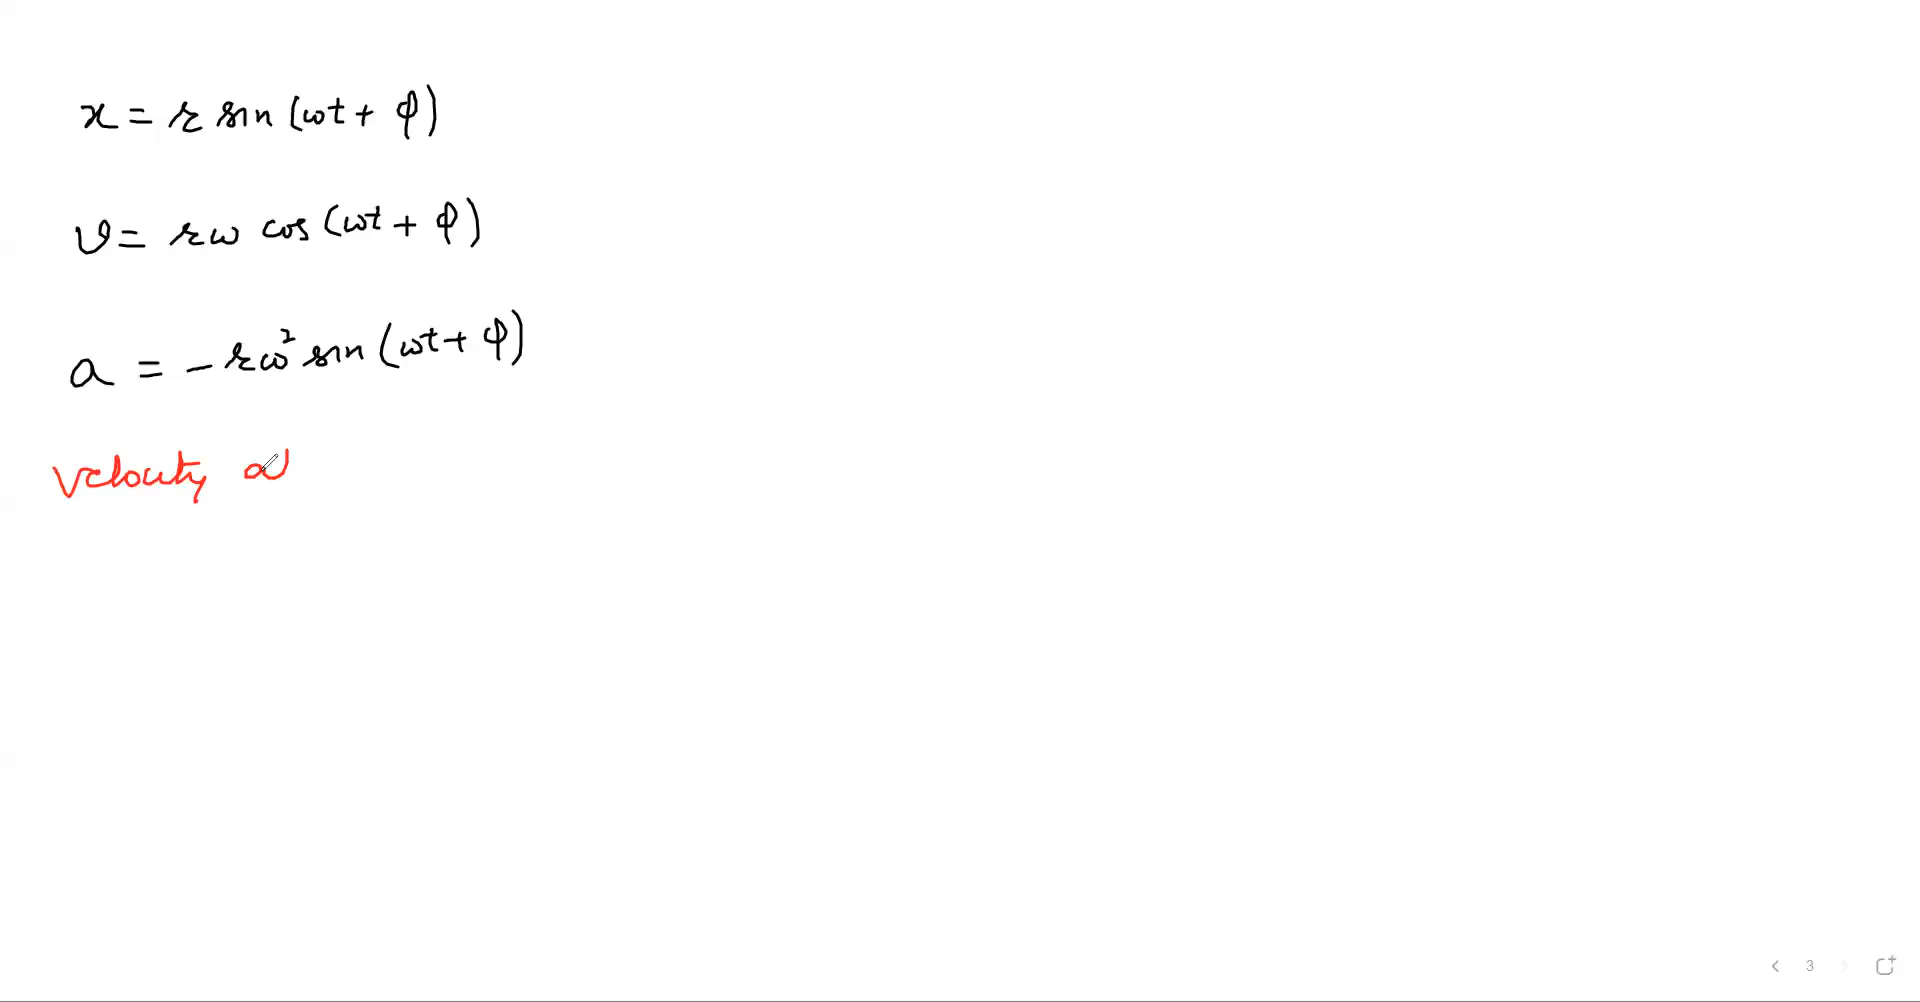 x = r sin (ωt + φ)
v = rω cos (ωt + φ)
a = - rω² sin (ωt + φ)
Velocity a
3